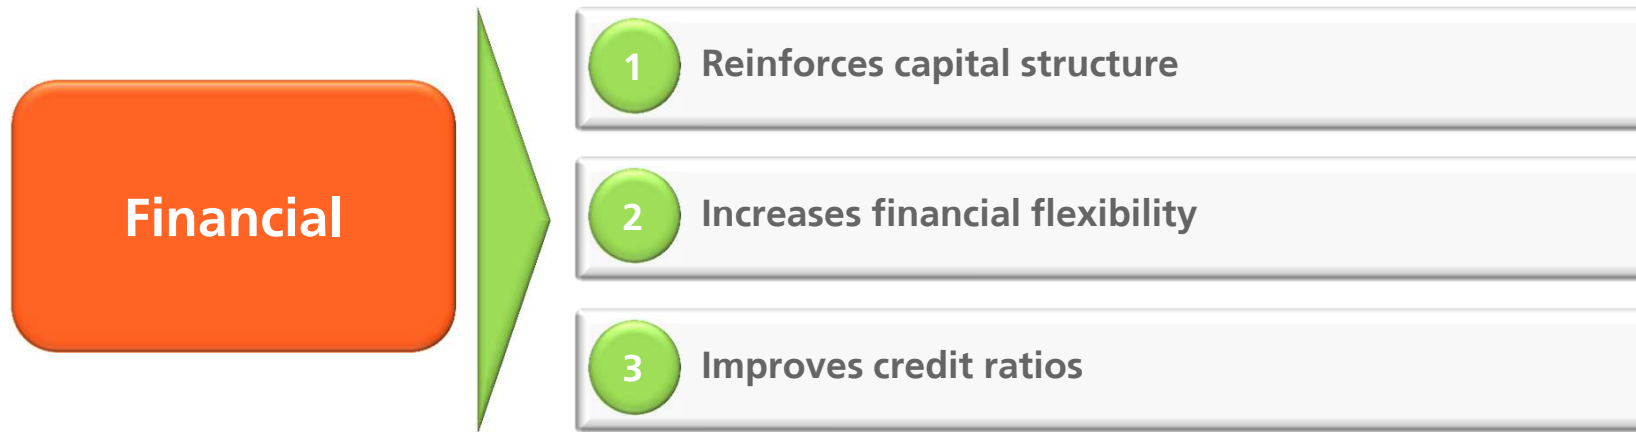 Financial
1 Reinforces capital structure
2 Increases financial flexibility
3 Improves credit ratios